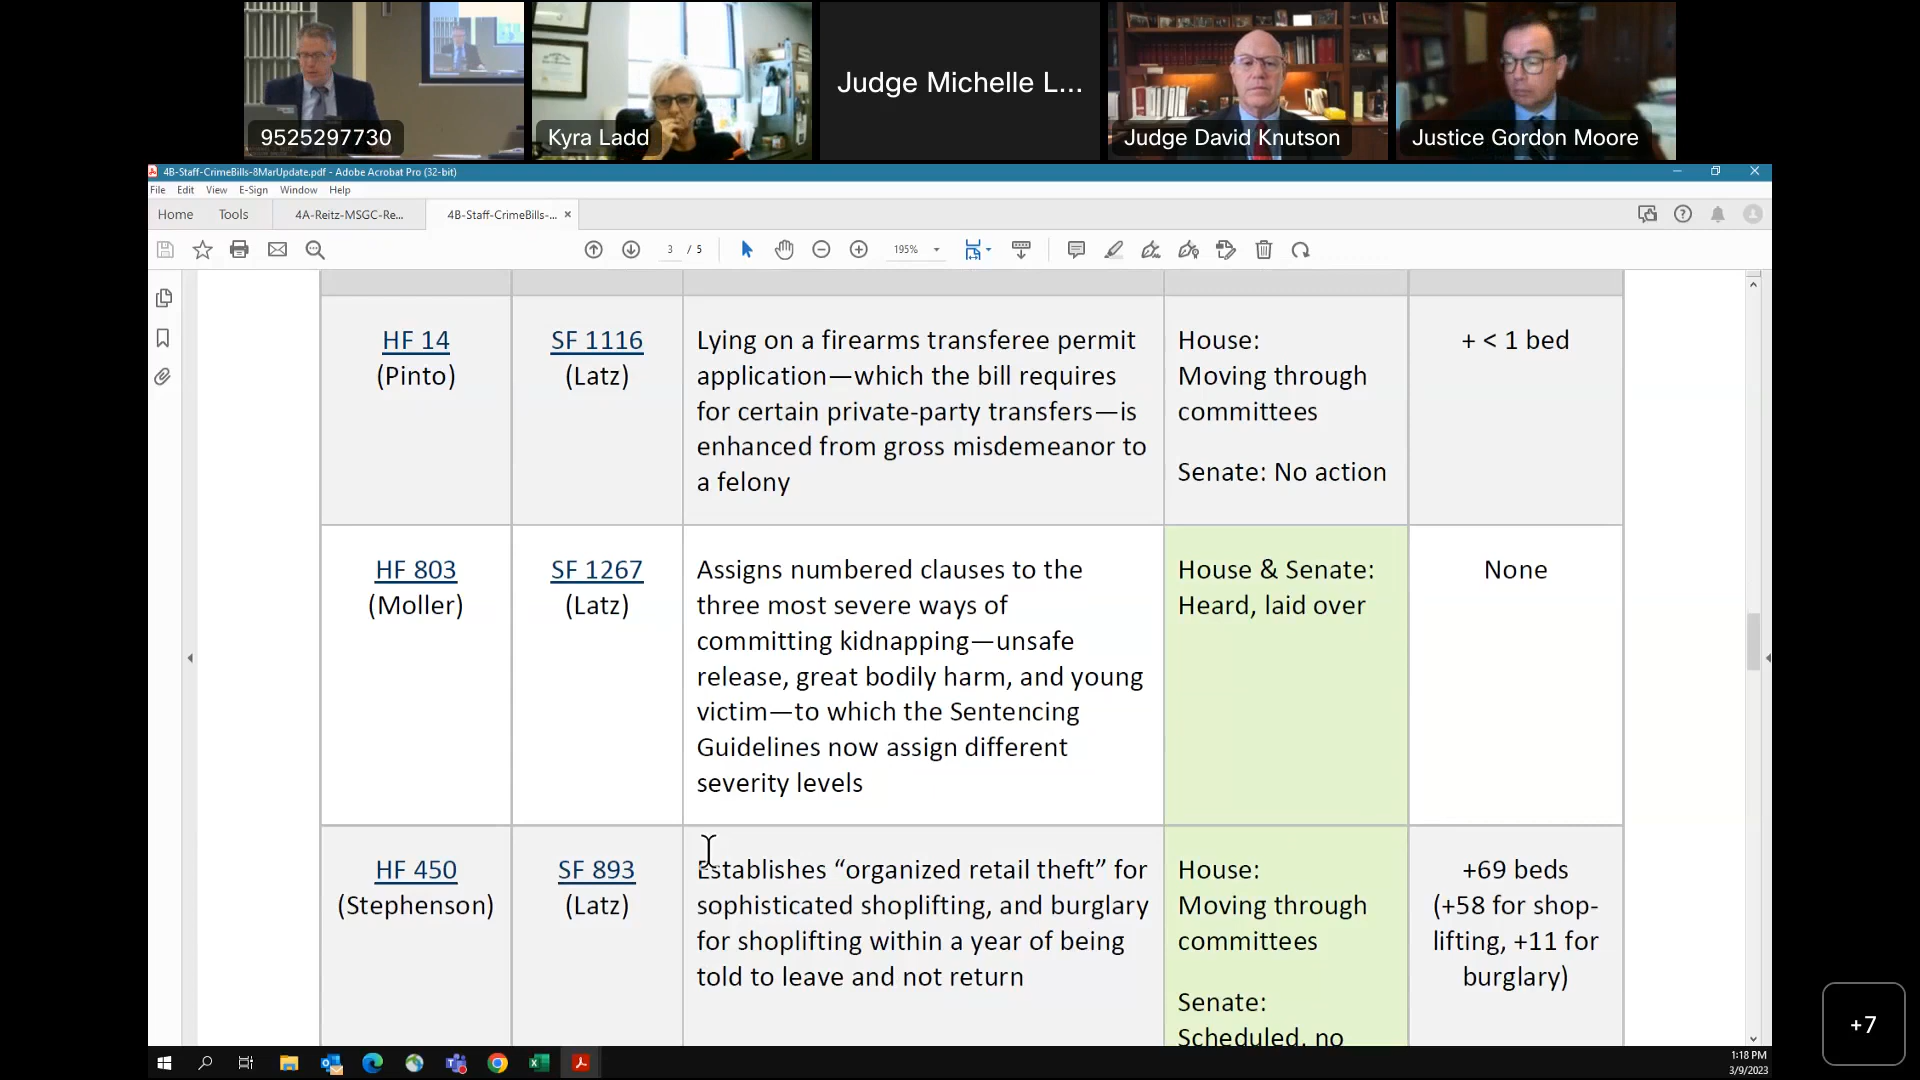 9525297730
Kyra Ladd
Judge Michelle L...
Judge David Knutson
Justice Gordon Moore
4B-Staff-CrimeBills-8MarUpdate.pdf - Adobe Acrobat Pro (32-bit)
File Edit View E-Sign Window Help
Home Tools 4A-Reitz-MSGC-Re... 4B-Staff-CrimeBills-...
3 / 5 195%
HF 14
(Pinto)
SF 1116
(Latz)
Lying on a firearms transferee permit
application—which the bill requires
for certain private-party transfers—is
enhanced from gross misdemeanor to
a felony
House:
Moving through
committees
Senate: No action
+ < 1 bed
HF 803
(Moller)
SF 1267
(Latz)
Assigns numbered clauses to the
three most severe ways of
committing kidnapping—unsafe
release, great bodily harm, and young
victim—to which the Sentencing
Guidelines now assign different
severity levels
House & Senate:
Heard, laid over
None
HF 450
(Stephenson)
SF 893
(Latz)
Establishes “organized retail theft” for
sophisticated shoplifting, and burglary
for shoplifting within a year of being
told to leave and not return
House:
Moving through
committees
Senate:
Scheduled, no
+69 beds
(+58 for shop-
lifting, +11 for
burglary)
+7
1:18 PM
3/9/2023